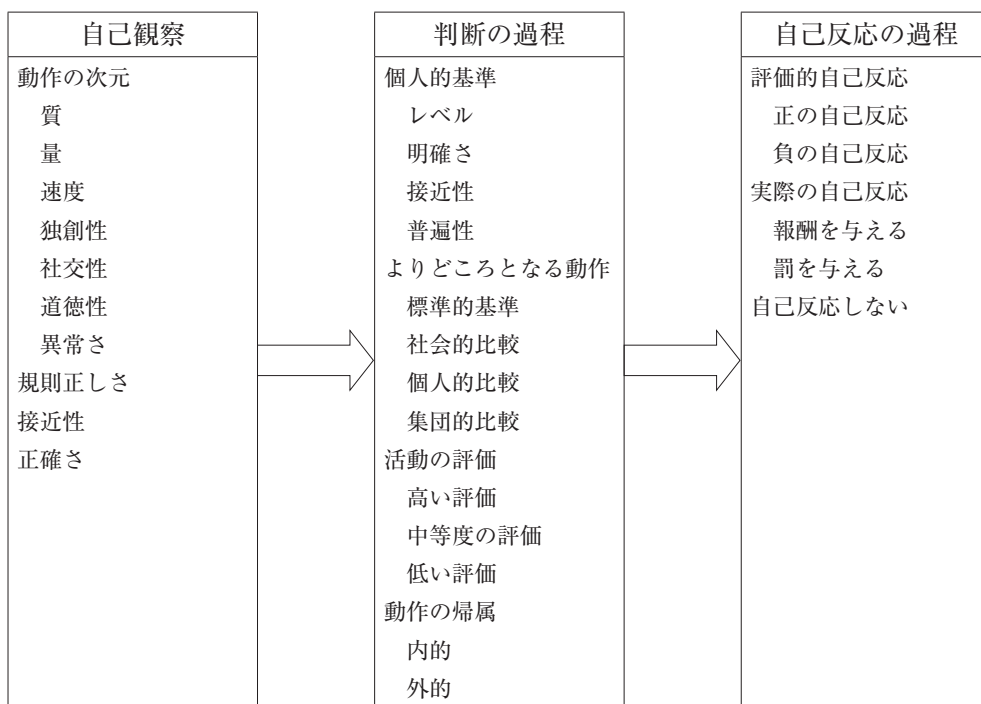 自己観察
動作の次元
質
量
速度
独創性
社交性
道徳性
異常さ
規則正しさ
接近性
正確さ
判断の過程
個人的基準
レベル
明確さ
接近性
普遍性
よりどころとなる動作
標準的基準
社会的比較
個人的比較
集団的比較
活動の評価
高い評価
中等度の評価
低い評価
動作の帰属
内的
外的
自己反応の過程
評価的自己反応
正の自己反応
負の自己反応
実際の自己反応
報酬を与える
罰を与える
自己反応しない